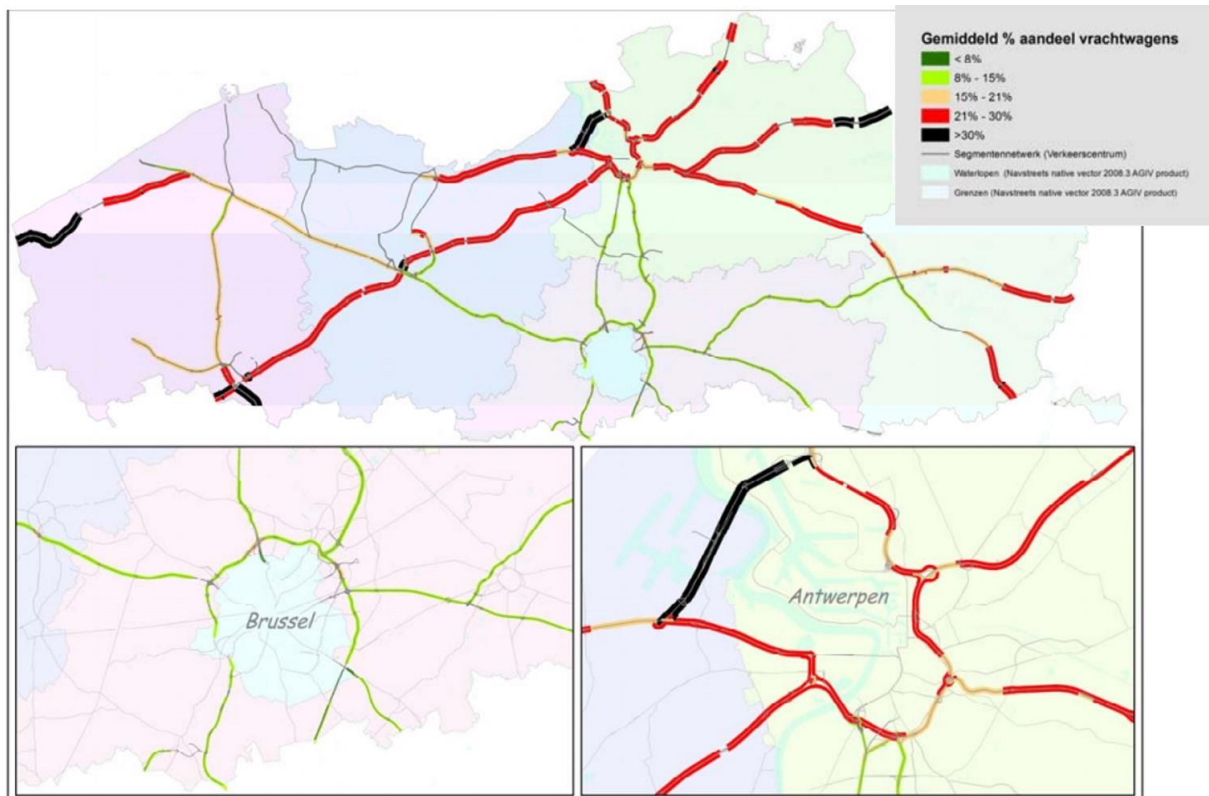 Gemiddeld % aandeel vrachtwagens
< 8%
8% - 15%
15% - 21%
21% - 30%
>30%
Segmentennetwerk (Verkeerscentrum)
Waterlopen (Navstreets native vector 2008.3 AGIV product)
Grenzen (Navstreets native vector 2008.3 AGIV product)
Brussel
Antwerpen